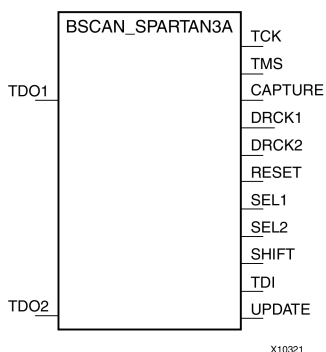 BSCAN_SPARTAN3A
TCK
TMS
TDO1
CAPTURE
DRCK1
DRCK2
RESET
SEL1
SEL2
SHIFT
TDI
TDO2
UPDATE
X10321